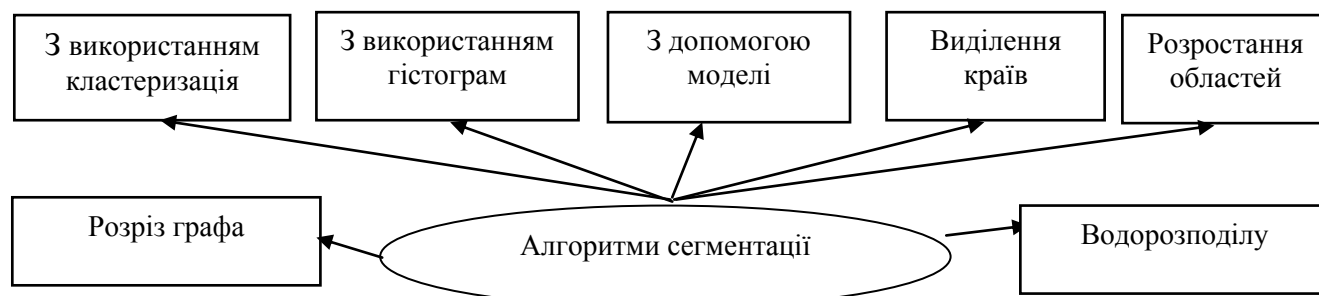 З використанням
кластеризація
З використанням
гістограм
З допомогою
моделі
Виділення
країв
Розростання
областей
Розріз графа
Алгоритми сегментації
Водорозподілу